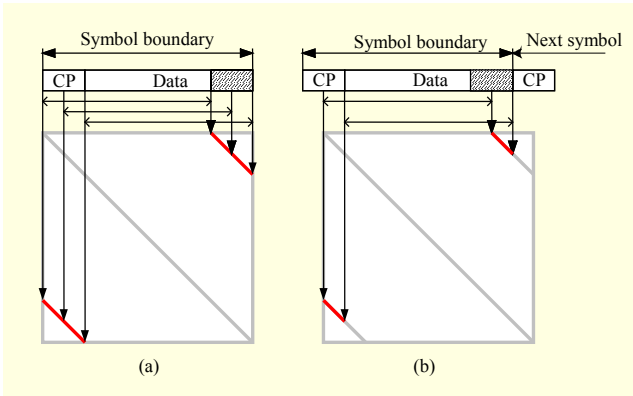 Symbol boundary
CP Data
(a)
Symbol boundary Next symbol
CP Data CP
(b)